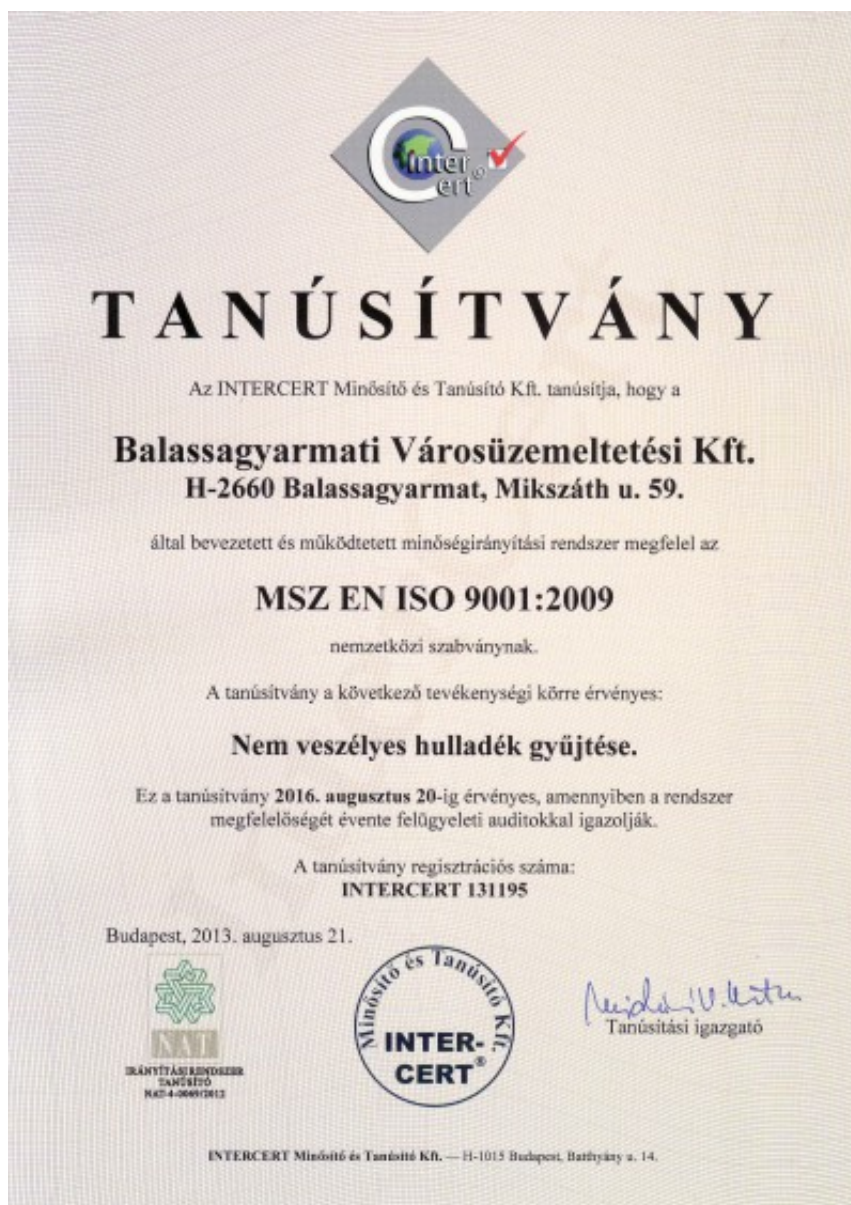 Inter
Cert®
TANÚSÍTVÁNY
Az INTERCERT Minősítő és Tanúsító Kft. tanúsítja, hogy a
Balassagyarmati Városüzemeltetési Kft.
H-2660 Balassagyarmat, Mikszáth u. 59.
által bevezetett és működtetett minőségirányítási rendszer megfelel az
MSZ EN ISO 9001:2009
nemzetközi szabványnak.
A tanúsítvány a következő tevékenységi körre érvényes:
Nem veszélyes hulladék gyűjtése.
Ez a tanúsítvány 2016. augusztus 20-ig érvényes, amennyiben a rendszer
megfelelőségét évente felügyeleti auditokkal igazolják.
A tanúsítvány regisztrációs száma:
INTERCERT 131195
Budapest, 2013. augusztus 21.
NAT
IRÁNYÍTÁSI RENDSZER
TANÚSÍTÓ
NAT-4-0069/2012
Minősítő és Tanúsító Kft.
INTER-
CERT®
Tanúsítási igazgató
INTERCERT Minősítő és Tanúsító Kft. — H-1015 Budapest, Batthyány u. 14.